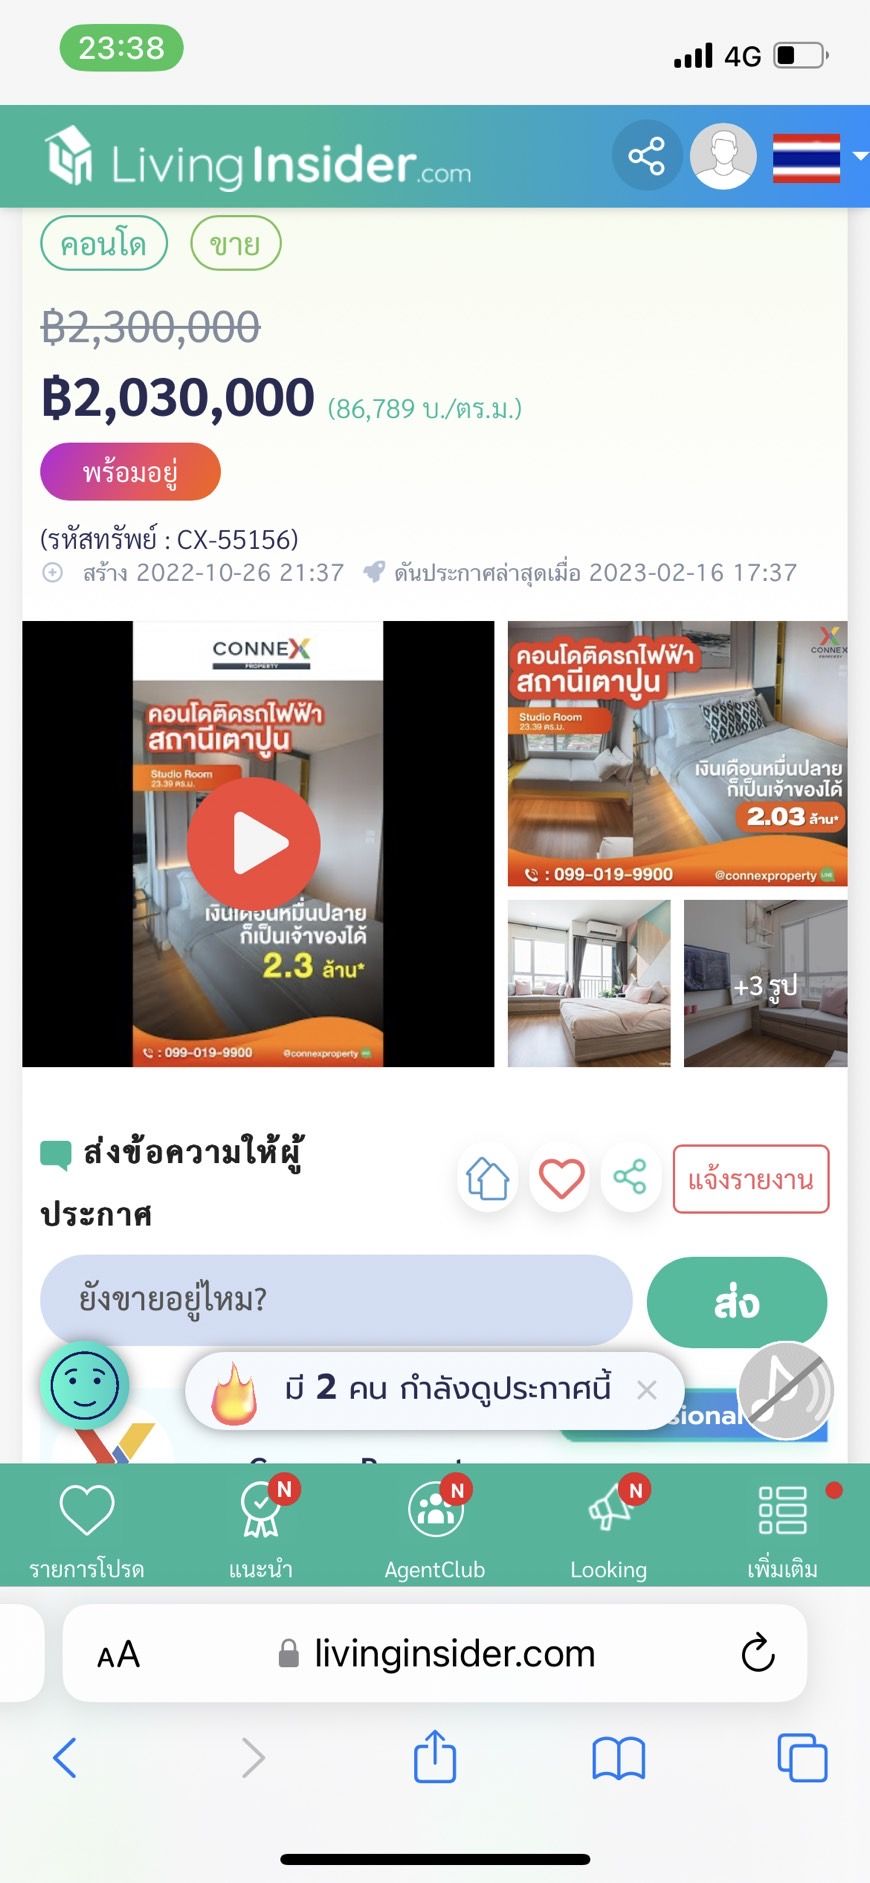 23:38
4G
LivingInsider.com
คอนโด ขาย
฿2,300,000
฿2,030,000 (86,789 บ./ตร.ม.)
พร้อมอยู่
(รหัสทรัพย์ : CX-55156)
สร้าง 2022-10-26 21:37 ดันประกาศล่าสุดเมื่อ 2023-02-16 17:37
CONNEX
PROPERTY
คอนโดติดรถไฟฟ้า
สถานีเตาปูน
Studio Room
23.39 ตร.ม.
เงินเดือนหมื่นปลาย
ก็เป็นเจ้าของได้
2.3 ล้าน*
: 099-019-9900 @connexproperty
CONNEX
PROPERTY
คอนโดติดรถไฟฟ้า
สถานีเตาปูน
Studio Room
23.39 ตร.ม.
เงินเดือนหมื่นปลาย
ก็เป็นเจ้าของได้
2.03 ล้าน*
: 099-019-9900 @connexproperty
+3 รูป
ส่งข้อความให้ผู้
ประกาศ
แจ้งรายงาน
ยังขายอยู่ไหม?
ส่ง
มี 2 คน กำลังดูประกาศนี้
sional
N N N
รายการโปรด แนะนำ AgentClub Looking เพิ่มเติม
AA livinginsider.com